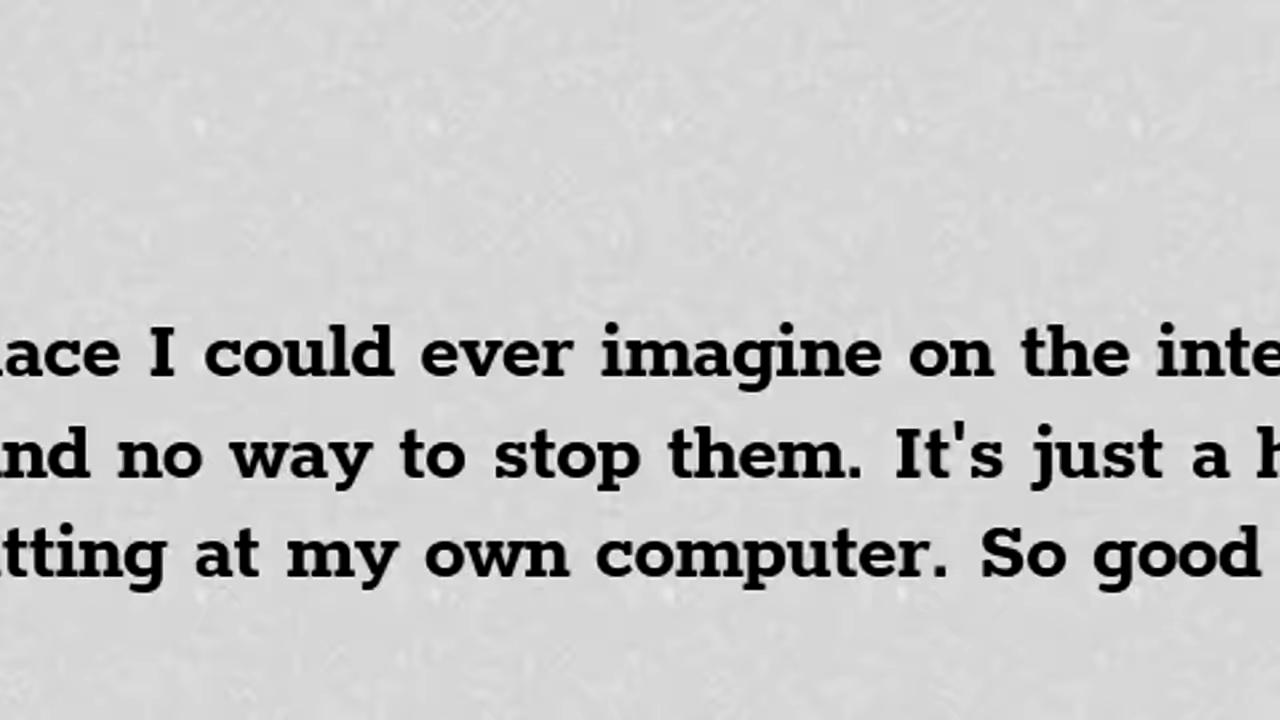 ace I could ever imagine on the inte
nd no way to stop them. It's just a h
tting at my own computer. So good